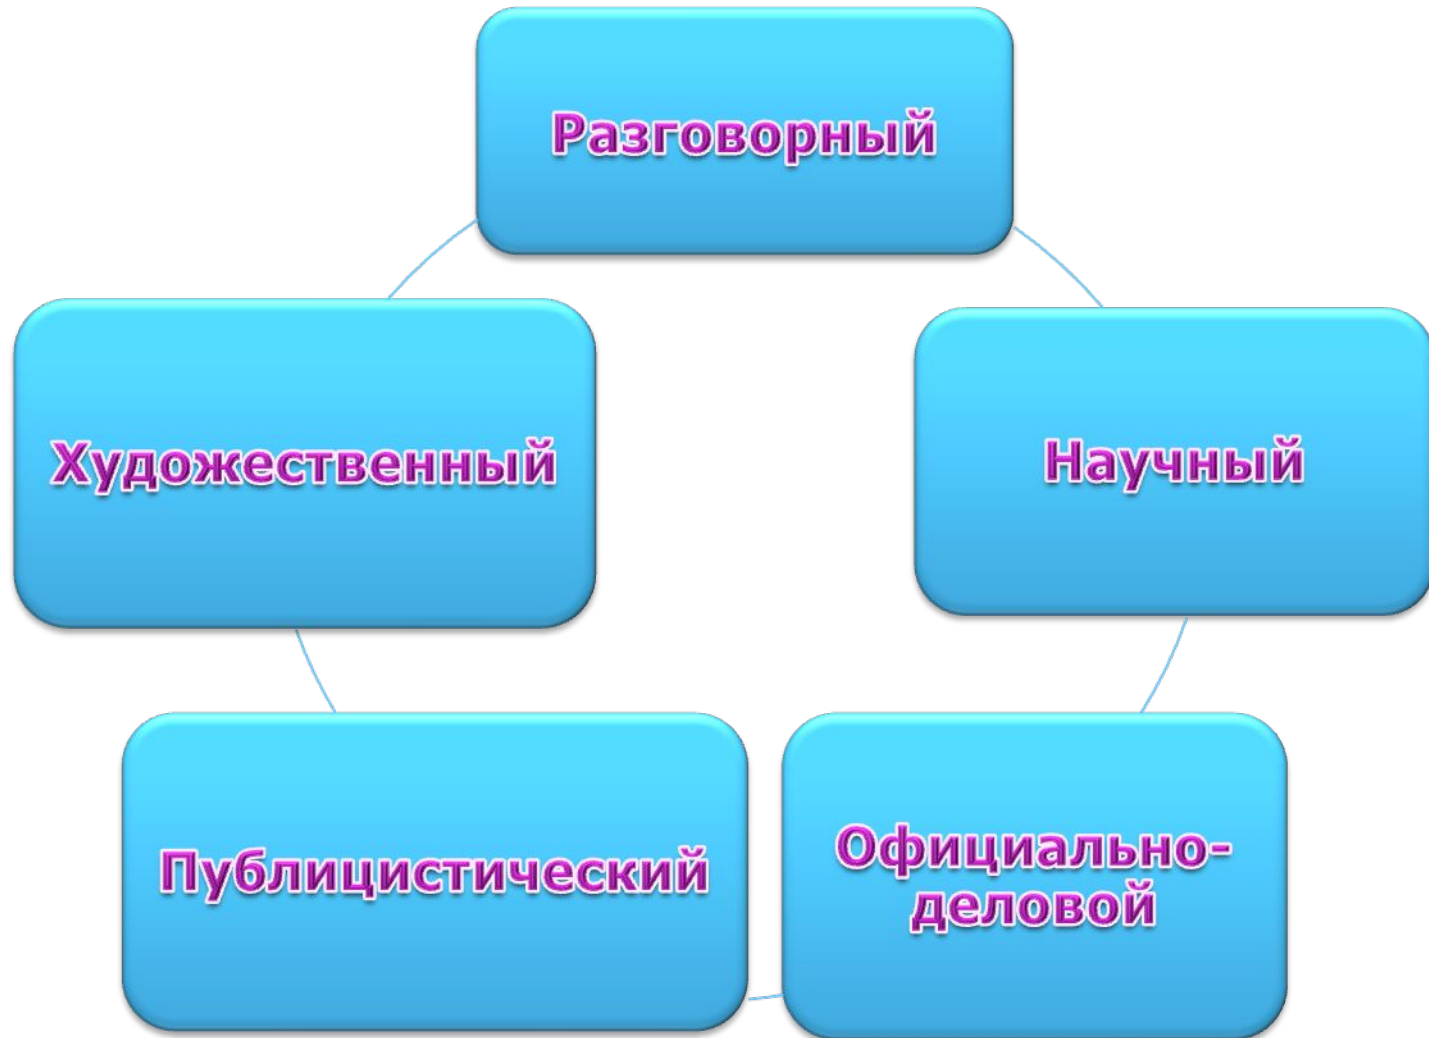 Разговорный
Художественный
Научный
Публицистический
Официально-
деловой